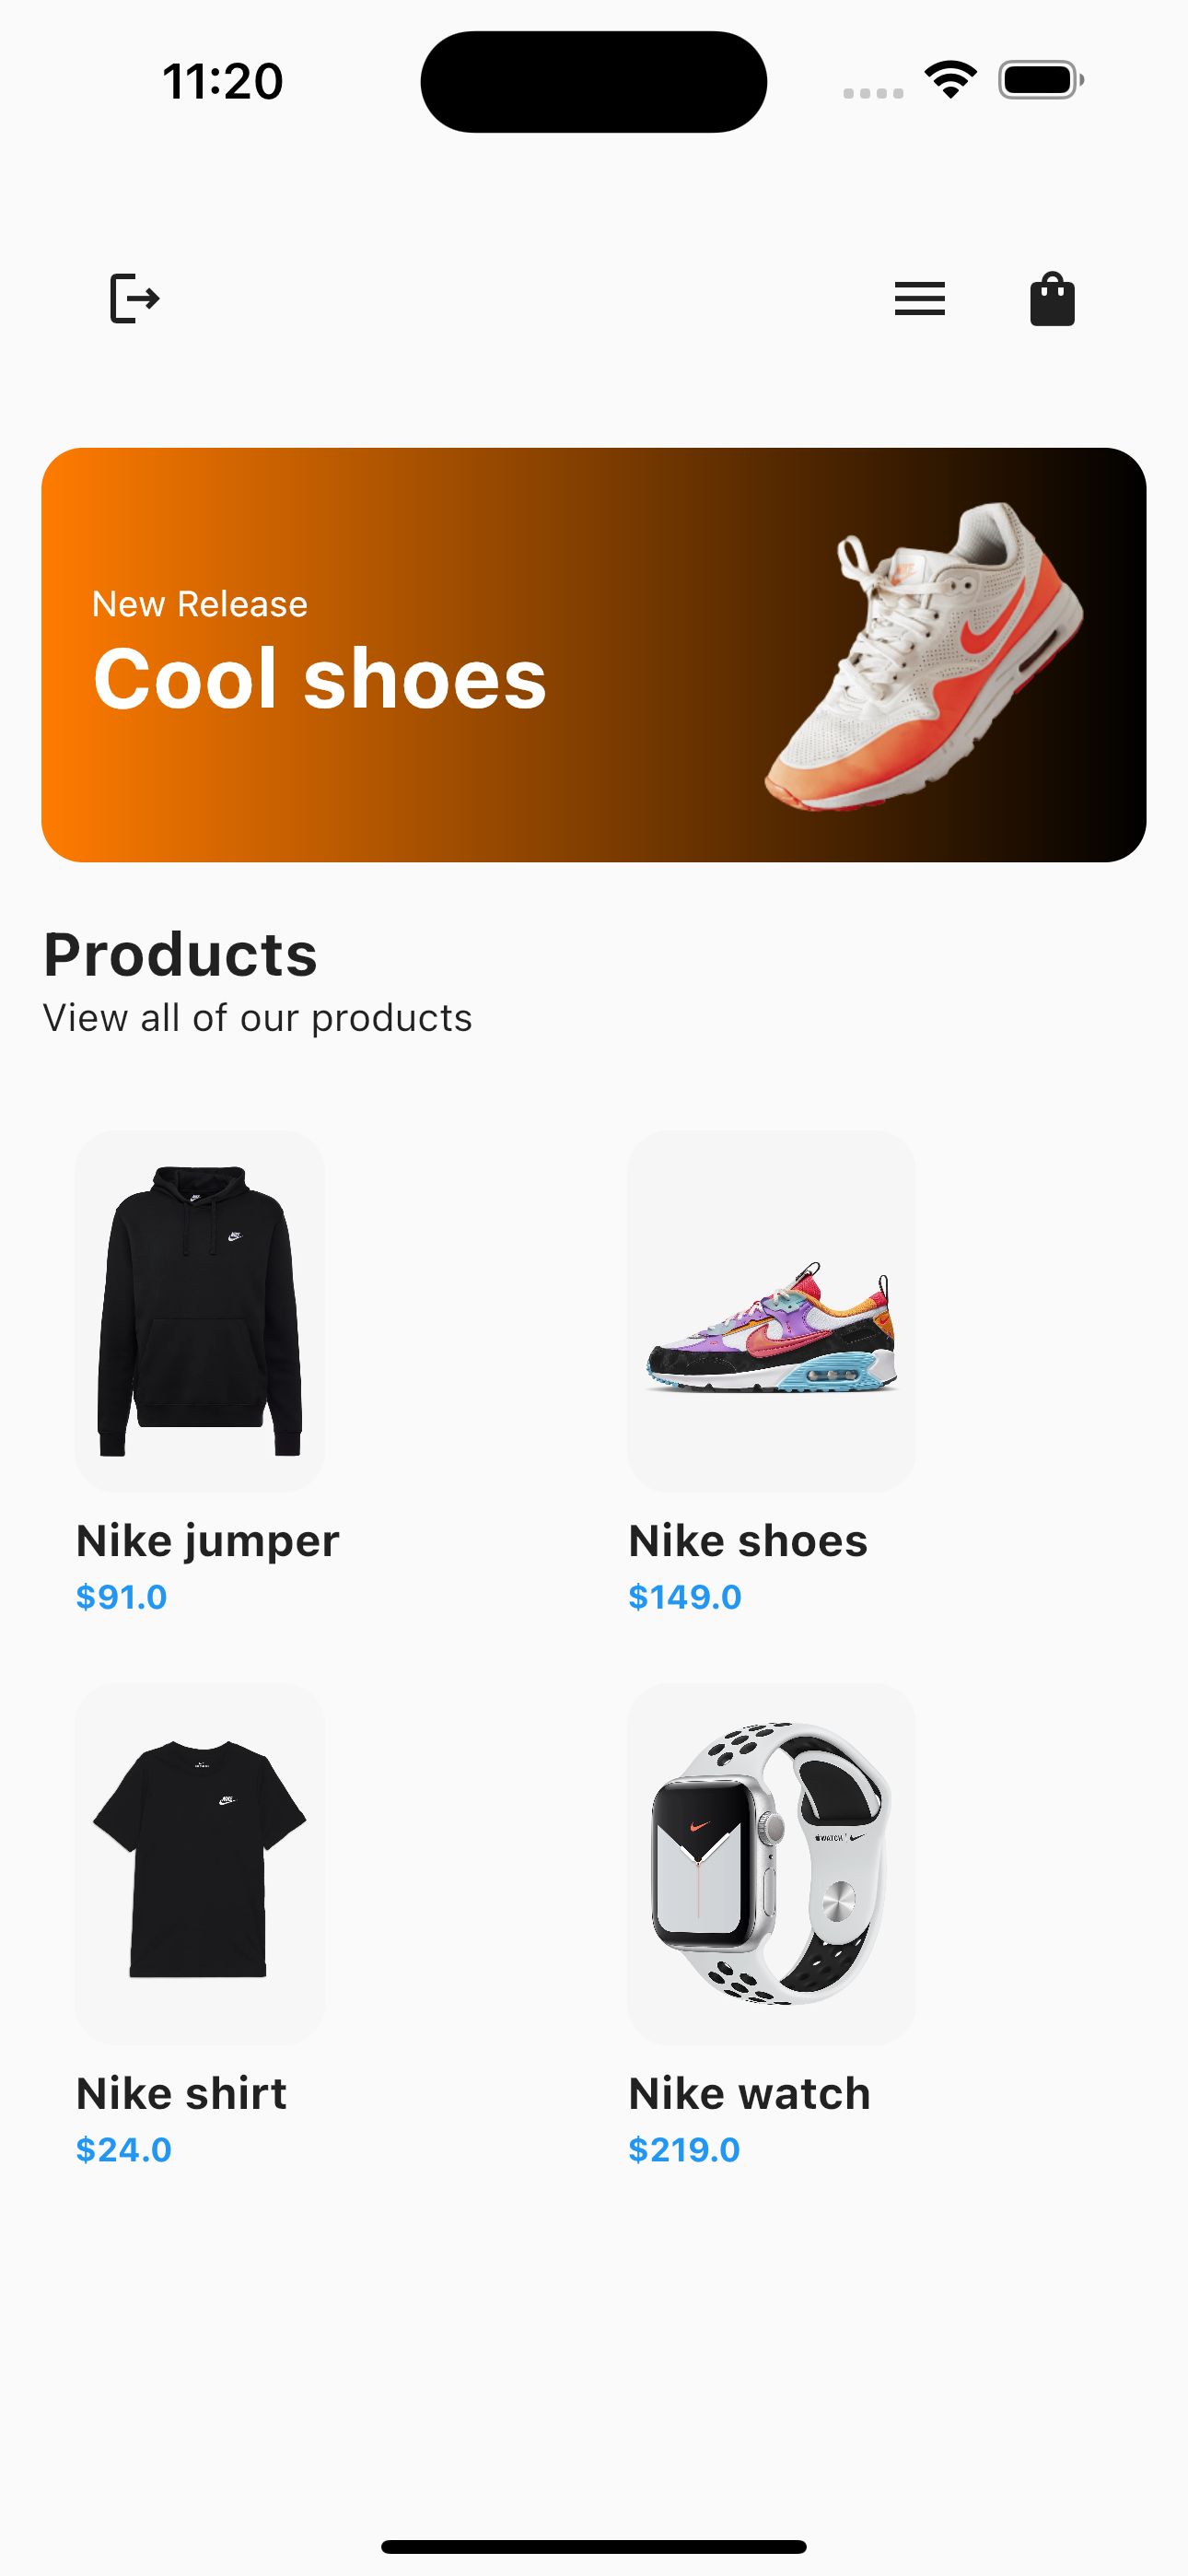 11:20
New Release
Cool shoes
Products
View all of our products
Nike jumper
$91.0
Nike shoes
$149.0
WATCH
Nike shirt
$24.0
Nike watch
$219.0